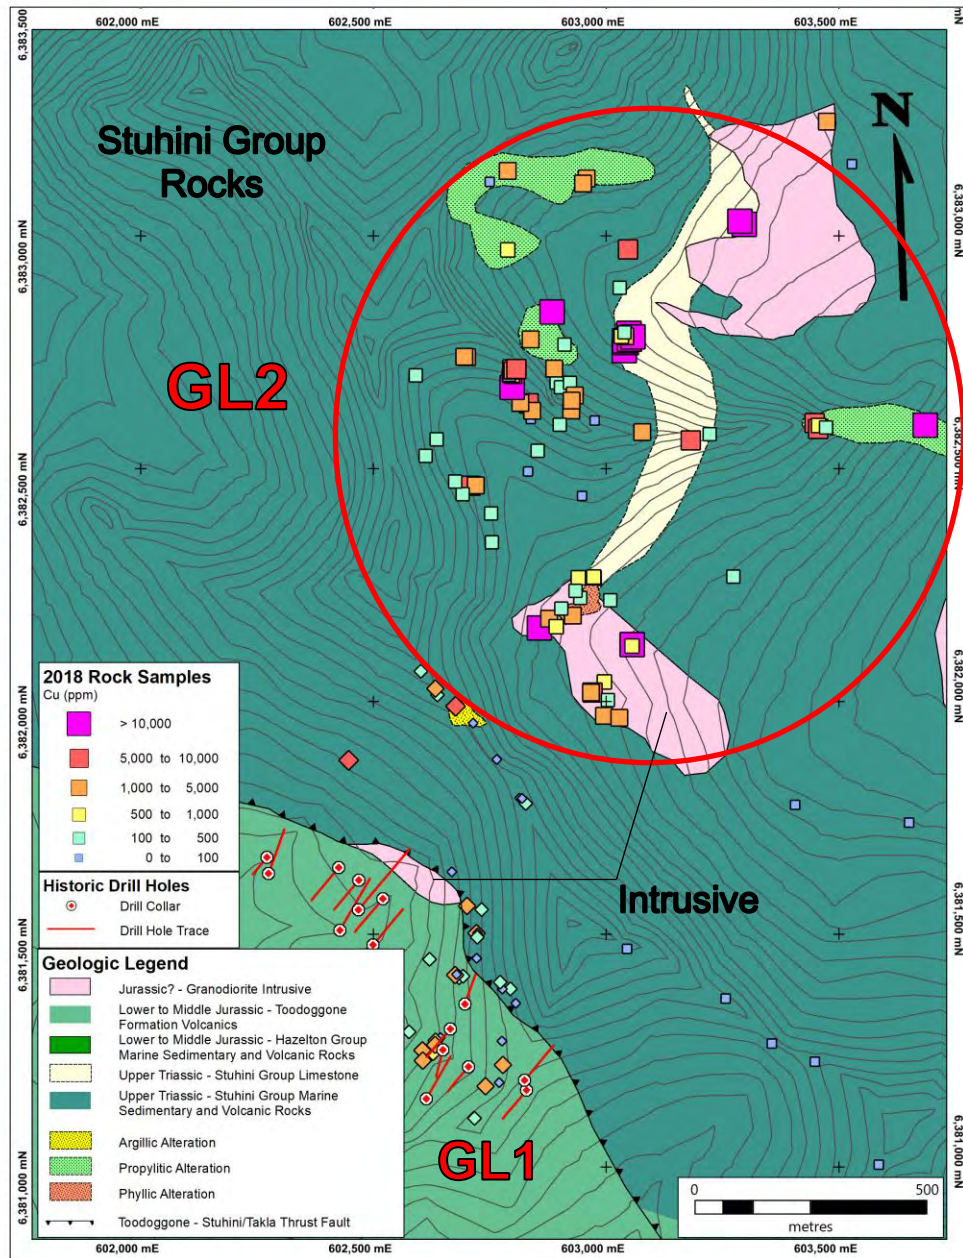 602,000 mE
602,500 mE
603,000 mE
603,500 mE
mN
6,383,500
6,383,000 mN
6,382,500 mN
6,382,000 mN
6,381,500 mN
6,381,000 mN
6,383,000 mN
6,382,500 mN
6,382,000 mN
6,381,500 mN
6,381,000 mN
mN
Stuhini Group
Rocks
N
GL2
Intrusive
GL1
2018 Rock Samples
Cu (ppm)
> 10,000
5,000 to 10,000
1,000 to 5,000
500 to 1,000
100 to 500
0 to 100
Historic Drill Holes
Drill Collar
Drill Hole Trace
Geologic Legend
Jurassic? - Granodiorite Intrusive
Lower to Middle Jurassic - Toodoggone
Formation Volcanics
Lower to Middle Jurassic - Hazelton Group
Marine Sedimentary and Volcanic Rocks
Upper Triassic - Stuhini Group Limestone
Upper Triassic - Stuhini Group Marine
Sedimentary and Volcanic Rocks
Argillic Alteration
Propylitic Alteration
Phyllic Alteration
Toodoggone - Stuhini/Takla Thrust Fault
0 500
metres
602,000 mE
602,500 mE
603,000 mE
603,500 mE